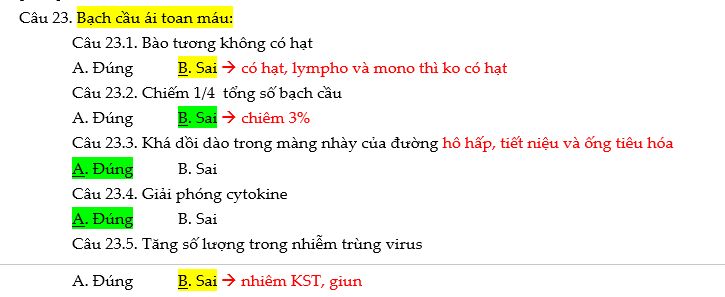 Câu 23. Bạch cầu ái toan máu:
Câu 23.1. Bào tương không có hạt
A. Đúng B. Sai → có hạt, lympho và mono thì ko có hạt
Câu 23.2. Chiếm 1/4 tổng số bạch cầu
A. Đúng B. Sai → chiêm 3%
Câu 23.3. Khá dồi dào trong màng nhày của đường hô hấp, tiết niệu và ống tiêu hóa
A. Đúng B. Sai
Câu 23.4. Giải phóng cytokine
A. Đúng B. Sai
Câu 23.5. Tăng số lượng trong nhiễm trùng virus
A. Đúng B. Sai → nhiêm KST, giun